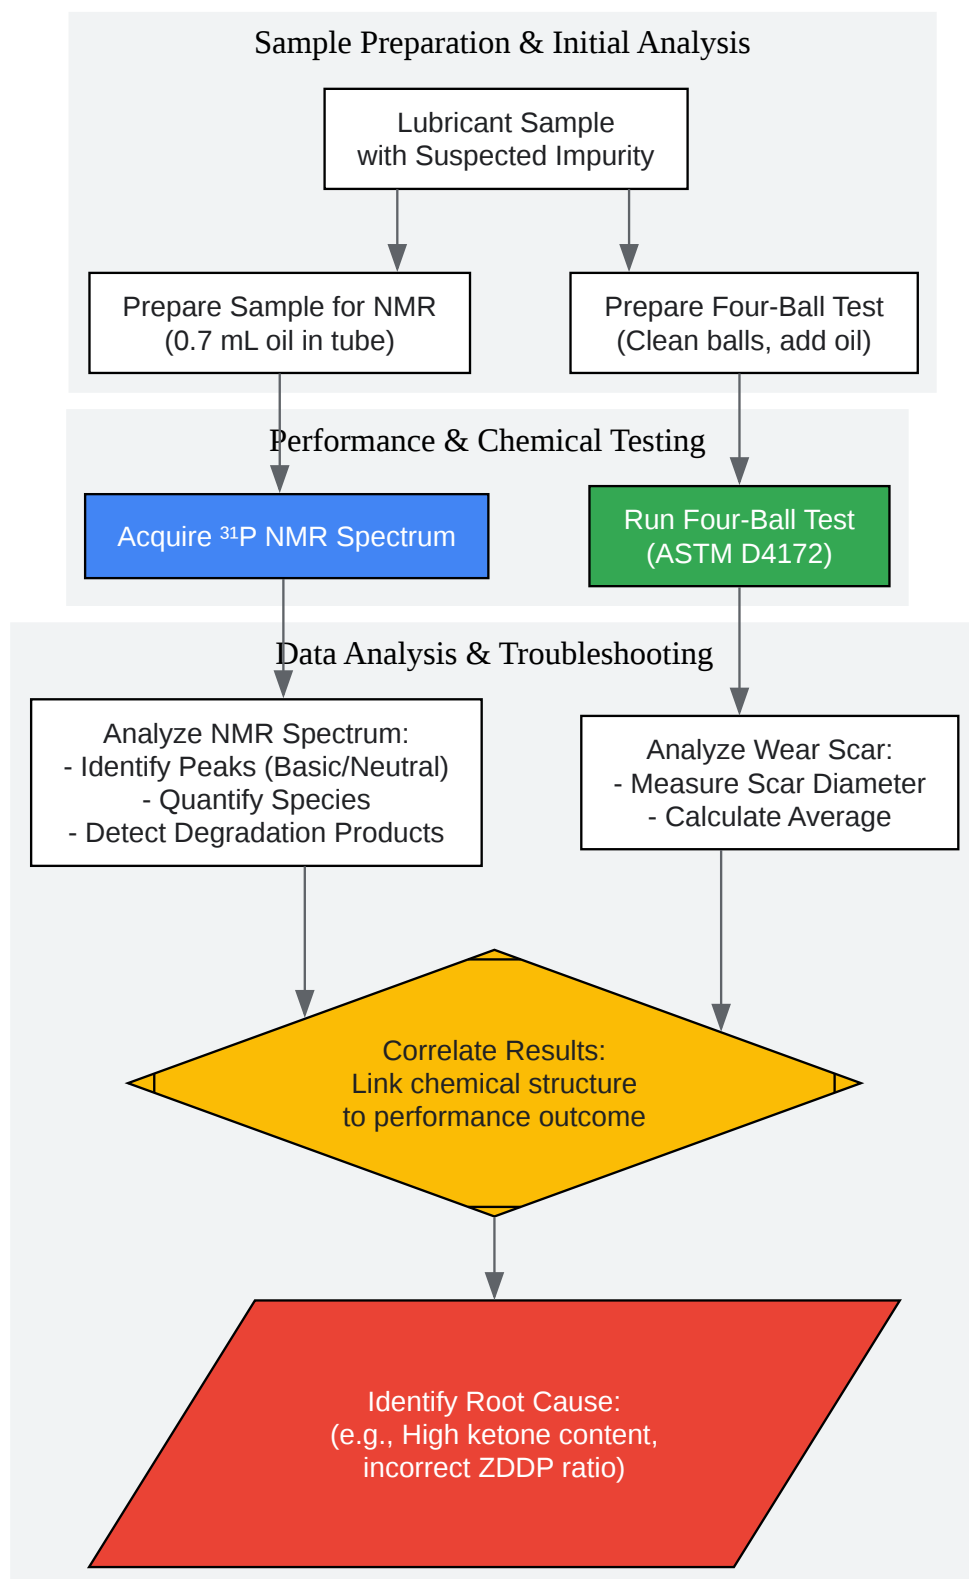 Sample Preparation & Initial Analysis
Lubricant Sample
with Suspected Impurity
Prepare Sample for NMR
(0.7 mL oil in tube)
Prepare Four-Ball Test
(Clean balls, add oil)
Performance & Chemical Testing
Acquire ³¹P NMR Spectrum
Run Four-Ball Test
(ASTM D4172)
Data Analysis & Troubleshooting
Analyze NMR Spectrum:
- Identify Peaks (Basic/Neutral)
- Quantify Species
- Detect Degradation Products
Analyze Wear Scar:
- Measure Scar Diameter
- Calculate Average
Correlate Results:
Link chemical structure
to performance outcome
Identify Root Cause:
(e.g., High ketone content,
incorrect ZDDP ratio)